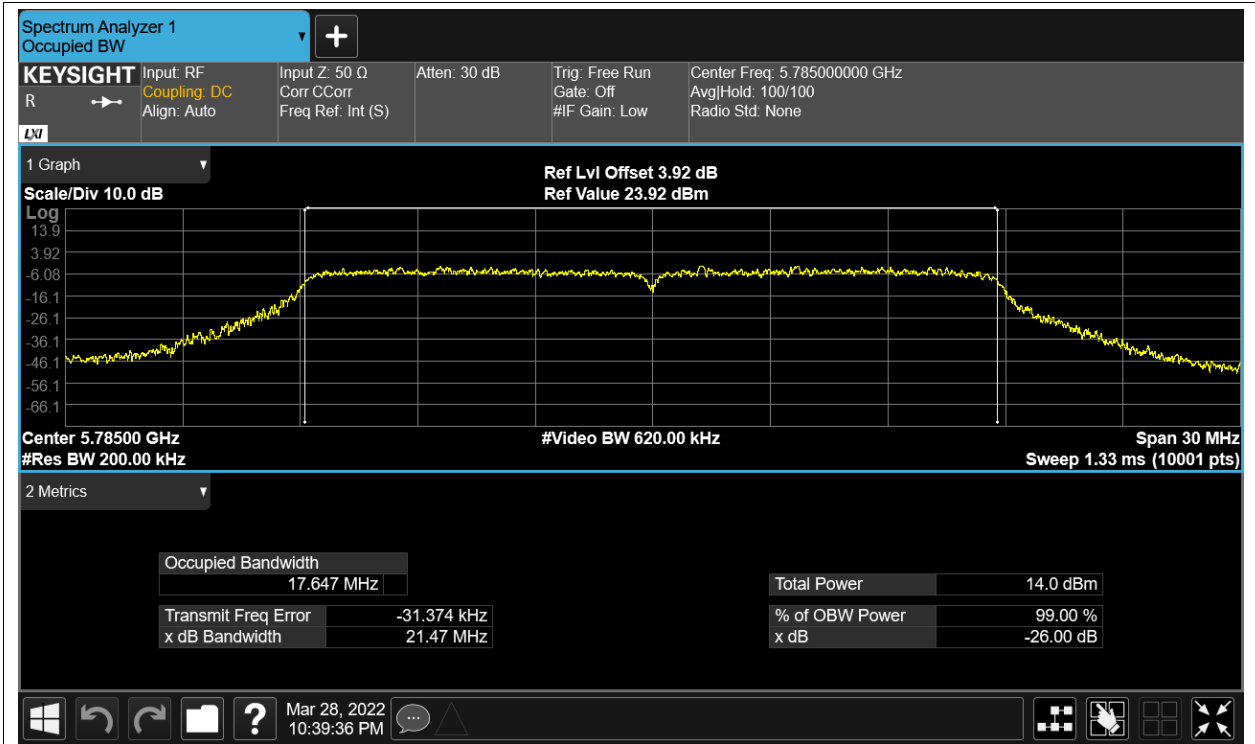 Spectrum Analyzer 1
Occupied BW
KEYSIGHT
R
LXI
Input: RF
Coupling: DC
Align: Auto
Input Z: 50 Ω
Corr CCorr
Freq Ref: Int (S)
Atten: 30 dB
Trig: Free Run
Gate: Off
#IF Gain: Low
Center Freq: 5.785000000 GHz
Avg|Hold: 100/100
Radio Std: None
1 Graph
Scale/Div 10.0 dB
Ref Lvl Offset 3.92 dB
Ref Value 23.92 dBm
Log
13.9
3.92
-6.08
-16.1
-26.1
-36.1
-46.1
-56.1
-66.1
Center 5.78500 GHz
#Video BW 620.00 kHz
Span 30 MHz
#Res BW 200.00 kHz
Sweep 1.33 ms (10001 pts)
2 Metrics
Occupied Bandwidth
17.647 MHz
Transmit Freq Error -31.374 kHz
x dB Bandwidth 21.47 MHz
Total Power 14.0 dBm
% of OBW Power 99.00 %
x dB -26.00 dB
?
Mar 28, 2022
10:39:36 PM